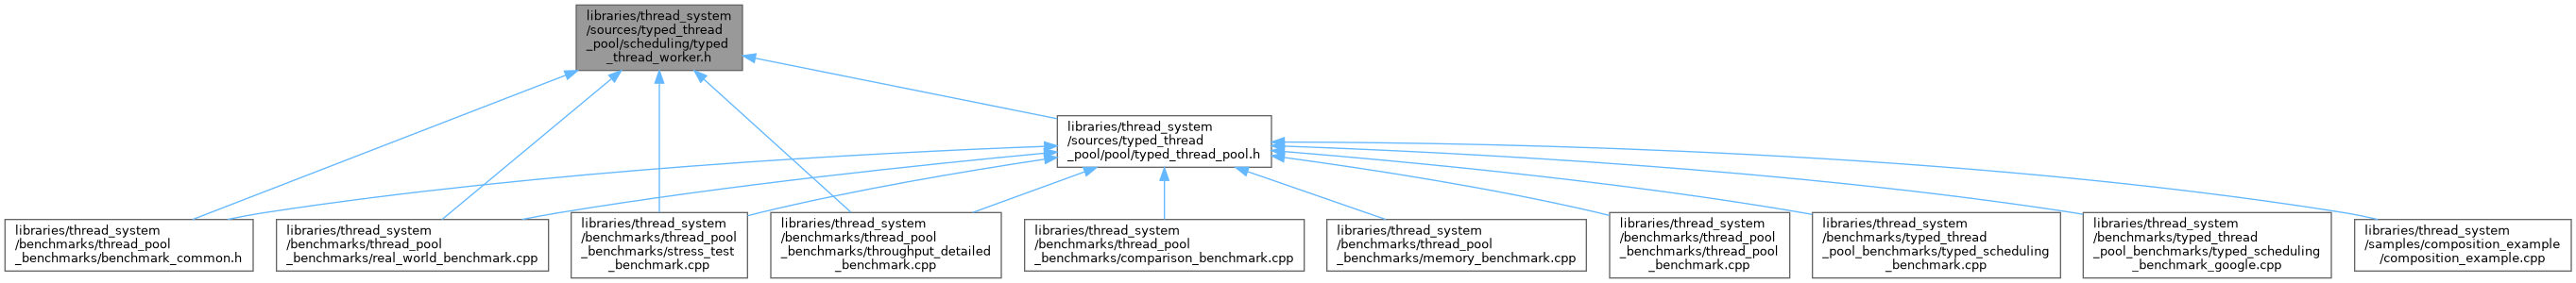 libraries/thread_system
/sources/typed_thread
_pool/scheduling/typed
_thread_worker.h
libraries/thread_system
/sources/typed_thread
_pool/pool/typed_thread_pool.h
libraries/thread_system
/benchmarks/thread_pool
_benchmarks/benchmark_common.h
libraries/thread_system
/benchmarks/thread_pool
_benchmarks/real_world_benchmark.cpp
libraries/thread_system
/benchmarks/thread_pool
_benchmarks/stress_test
_benchmark.cpp
libraries/thread_system
/benchmarks/thread_pool
_benchmarks/throughput_detailed
_benchmark.cpp
libraries/thread_system
/benchmarks/thread_pool
_benchmarks/comparison_benchmark.cpp
libraries/thread_system
/benchmarks/thread_pool
_benchmarks/memory_benchmark.cpp
libraries/thread_system
/benchmarks/thread_pool
_benchmarks/thread_pool
_benchmark.cpp
libraries/thread_system
/benchmarks/typed_thread
_pool_benchmarks/typed_scheduling
_benchmark.cpp
libraries/thread_system
/benchmarks/typed_thread
_pool_benchmarks/typed_scheduling
_benchmark_google.cpp
libraries/thread_system
/samples/composition_example
/composition_example.cpp